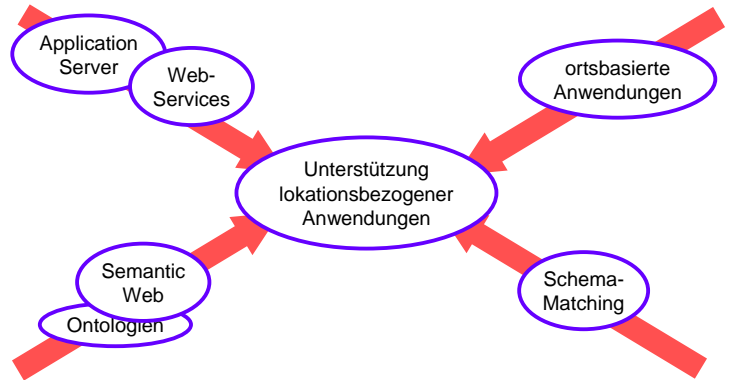 Application
Server
Web-
Services
ortsbasierte
Anwendungen
Unterstützung
lokationsbezogener
Anwendungen
Semantic
Web
Ontologien
Schema-
Matching